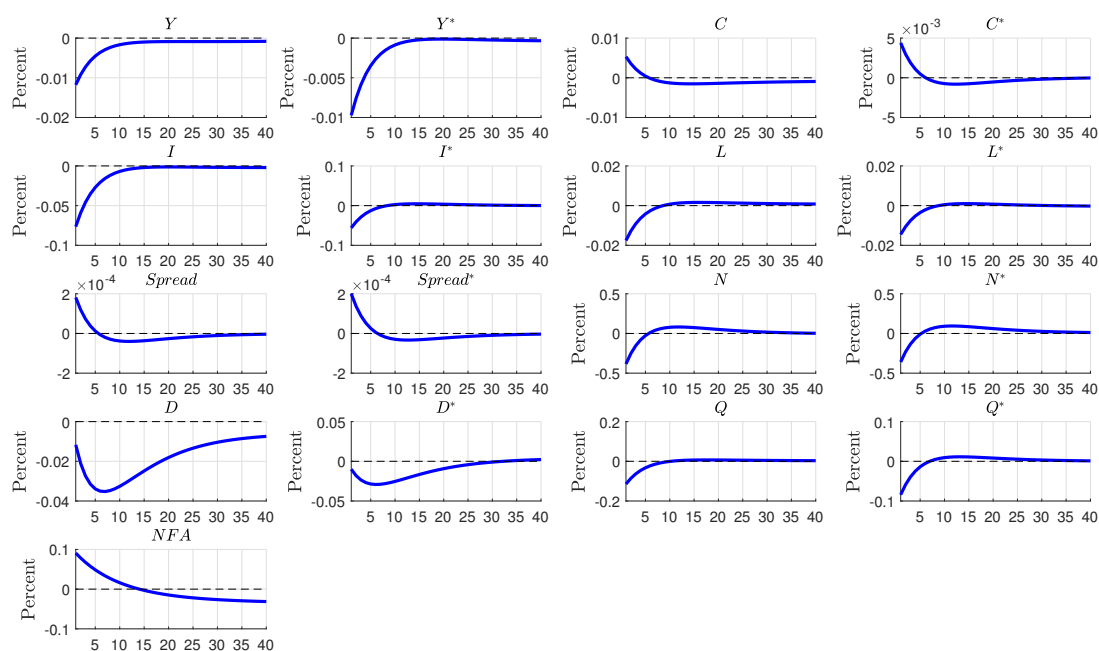 Y Y* C C*
Percent 0 -0.01 -0.02 5 10 15 20 25 30 35 40
Percent 0 -0.005 -0.01 5 10 15 20 25 30 35 40
Percent 0.01 0 -0.01 5 10 15 20 25 30 35 40
Percent ×10⁻³ 5 0 -5 5 10 15 20 25 30 35 40
I I* L L*
Percent 0 -0.05 -0.1 5 10 15 20 25 30 35 40
Percent 0.1 0 -0.1 5 10 15 20 25 30 35 40
Percent 0.02 0 -0.02 5 10 15 20 25 30 35 40
Percent 0.02 0 -0.02 5 10 15 20 25 30 35 40
Spread Spread* N N*
×10⁻⁴ 2 0 -2 5 10 15 20 25 30 35 40
×10⁻⁴ 2 0 -2 5 10 15 20 25 30 35 40
Percent 0.5 0 -0.5 5 10 15 20 25 30 35 40
Percent 0.5 0 -0.5 5 10 15 20 25 30 35 40
D D* Q Q*
Percent 0 -0.02 -0.04 5 10 15 20 25 30 35 40
Percent 0.05 0 -0.05 5 10 15 20 25 30 35 40
Percent 0.2 0 -0.2 5 10 15 20 25 30 35 40
Percent 0.1 0 -0.1 5 10 15 20 25 30 35 40
NFA
Percent 0.1 0 -0.1 5 10 15 20 25 30 35 40